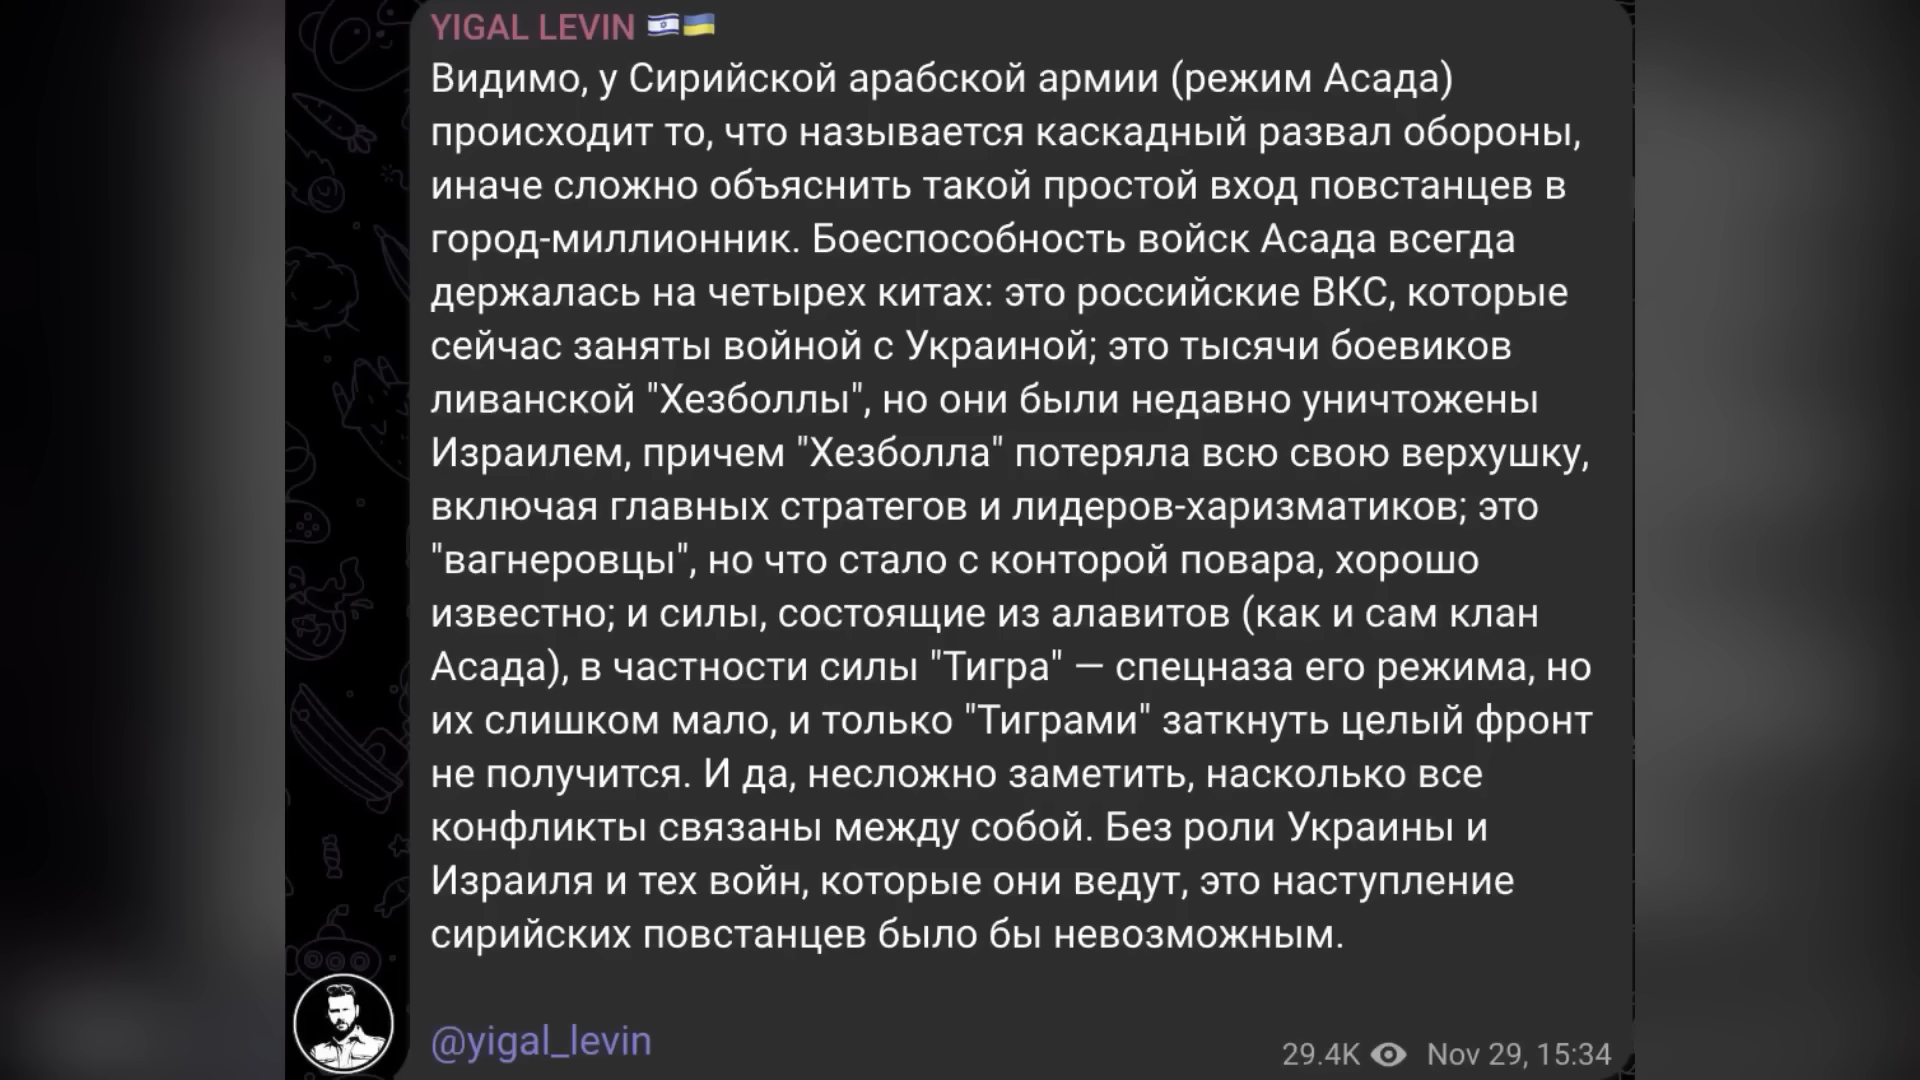 YIGAL LEVIN 🇮🇱🇺🇦
Видимо, у Сирийской арабской армии (режим Асада)
происходит то, что называется каскадный развал обороны,
иначе сложно объяснить такой простой вход повстанцев в
город-миллионник. Боеспособность войск Асада всегда
держалась на четырех китах: это российские ВКС, которые
сейчас заняты войной с Украиной; это тысячи боевиков
ливанской "Хезболлы", но они были недавно уничтожены
Израилем, причем "Хезболла" потеряла всю свою верхушку,
включая главных стратегов и лидеров-харизматиков; это
"вагнеровцы", но что стало с конторой повара, хорошо
известно; и силы, состоящие из алавитов (как и сам клан
Асада), в частности силы "Тигра" — спецназа его режима, но
их слишком мало, и только "Тиграми" заткнуть целый фронт
не получится. И да, несложно заметить, насколько все
конфликты связаны между собой. Без роли Украины и
Израиля и тех войн, которые они ведут, это наступление
сирийских повстанцев было бы невозможным.
@yigal_levin
29.4K Nov 29, 15:34